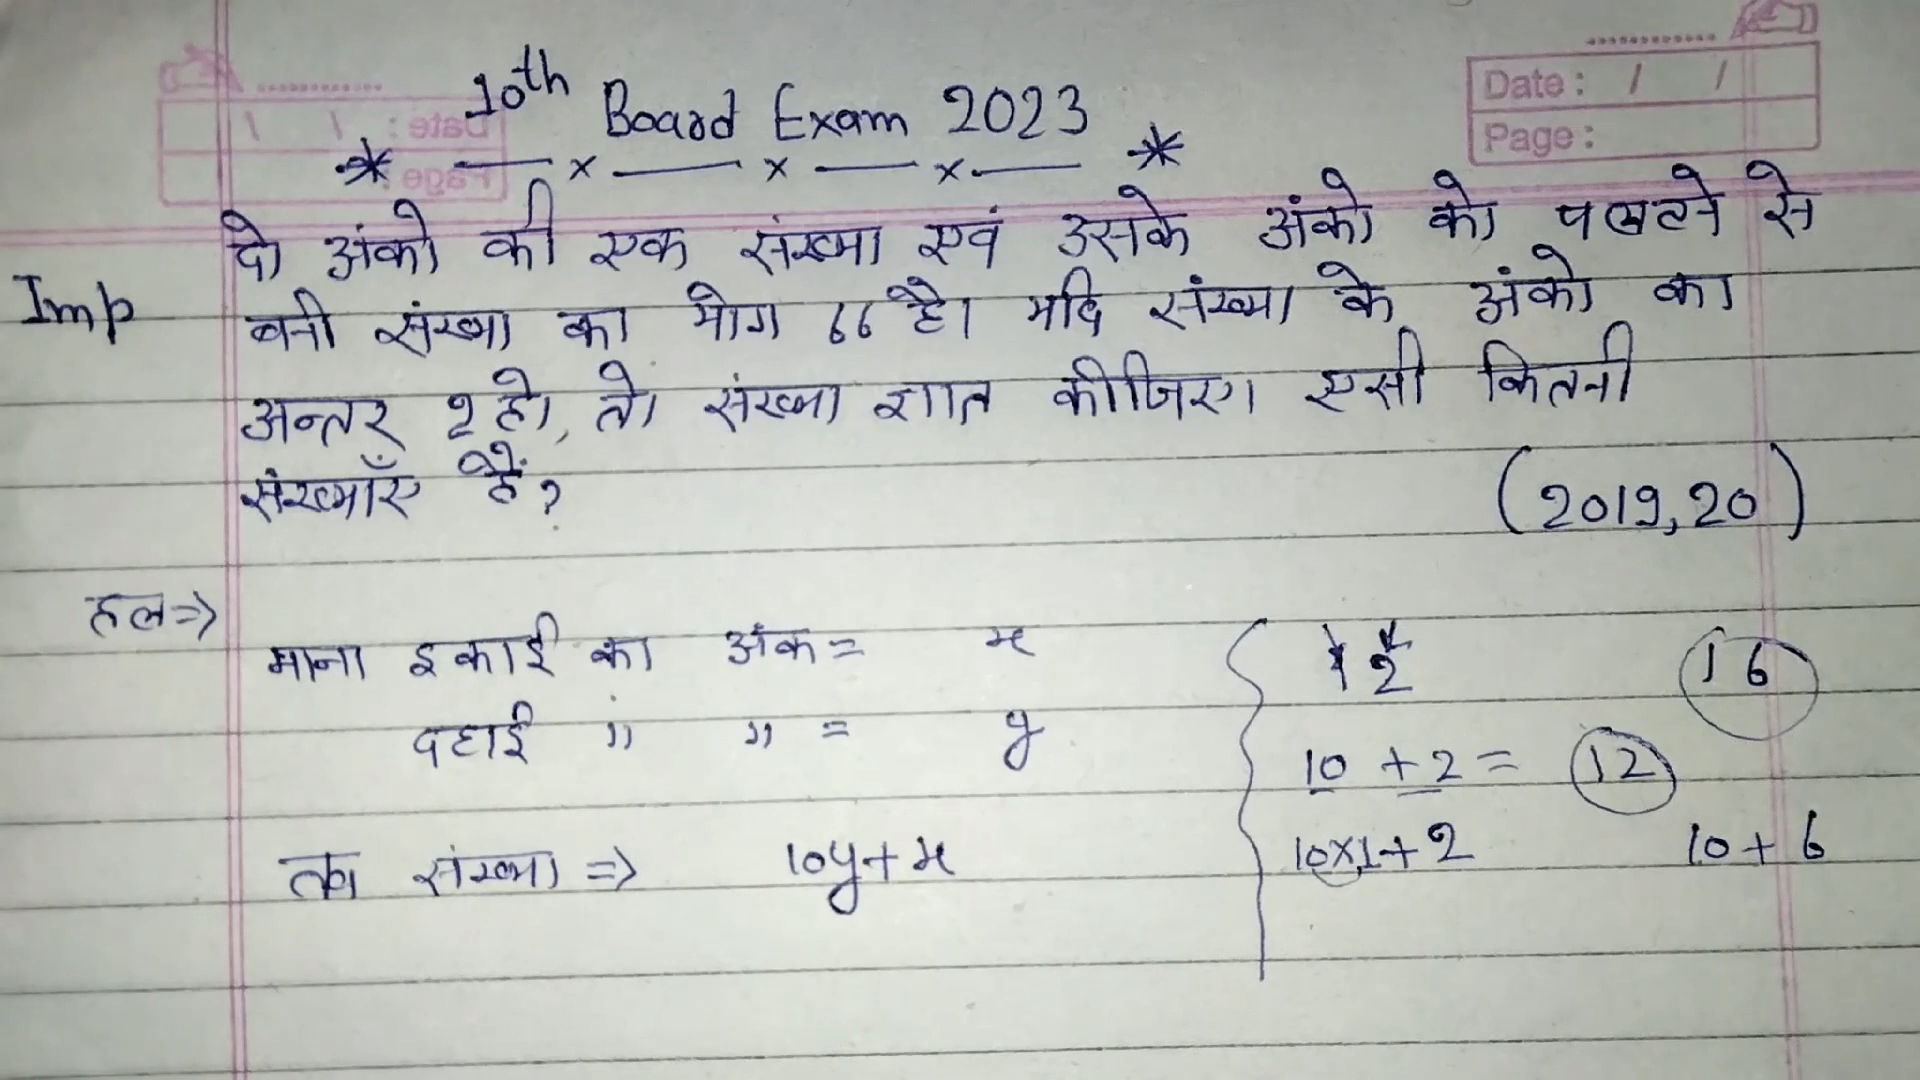 10th Board Exam 2023
Date: / /
Page:
* — x — x — x — *
दो अंको की एक संख्या एवं उसके अंको को पलटने से
Imp बनी संख्या का योग 66 है। यदि संख्या के अंको का
अन्तर 2 हो, तो संख्या ज्ञात कीजिए। एसी कितनी
संख्याएँ हैं?
(2019,20)
हल=>
माना इकाई का अंक = x
दहाई " " = y
तब संख्या => 10y+x
12
16
10 + 2 = 12
10×1+2
10 + 6